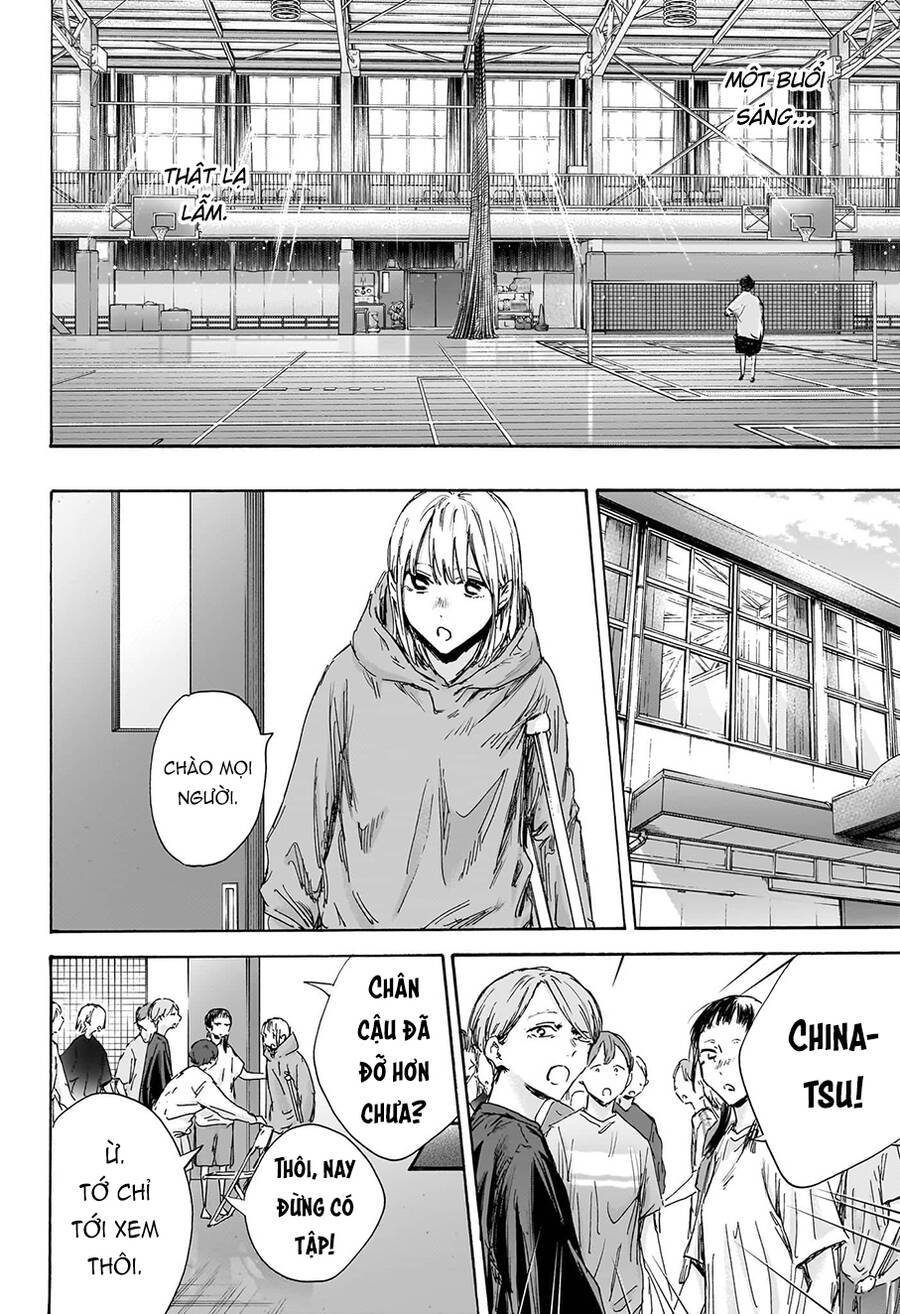 MỘT BUỔI
SÁNG...
THẬT LẠ
LẪM.
CHÀO MỌI
NGƯỜI.
CHINA-
TSU!
CHÂN
CẬU ĐÃ
ĐỠ HƠN
CHƯA?
THÔI, NAY
ĐỪNG CÓ
TẬP!
Ừ.
TỚ CHỈ
TỚI XEM
THÔI.